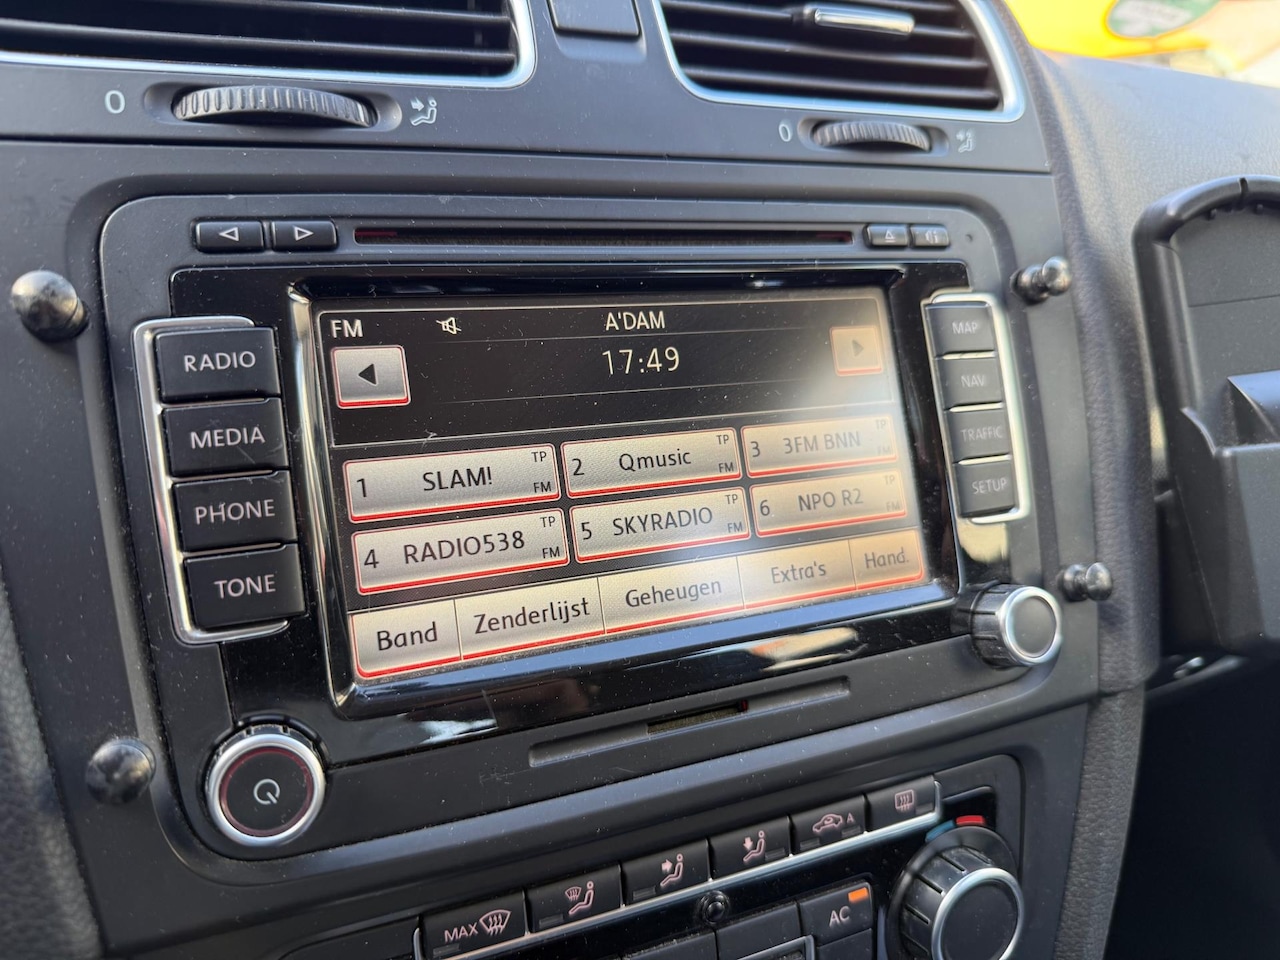 0
0
RADIO
MEDIA
PHONE
TONE
FM
A'DAM
17:49
1 SLAM! TP FM
2 Qmusic TP FM
3 3FM BNN TP FM
4 RADIO538 TP FM
5 SKYRADIO TP FM
6 NPO R2 TP FM
Band Zenderlijst Geheugen Extra's Hand.
MAP
NAV
TRAFFIC
SETUP
MAX
A
AC